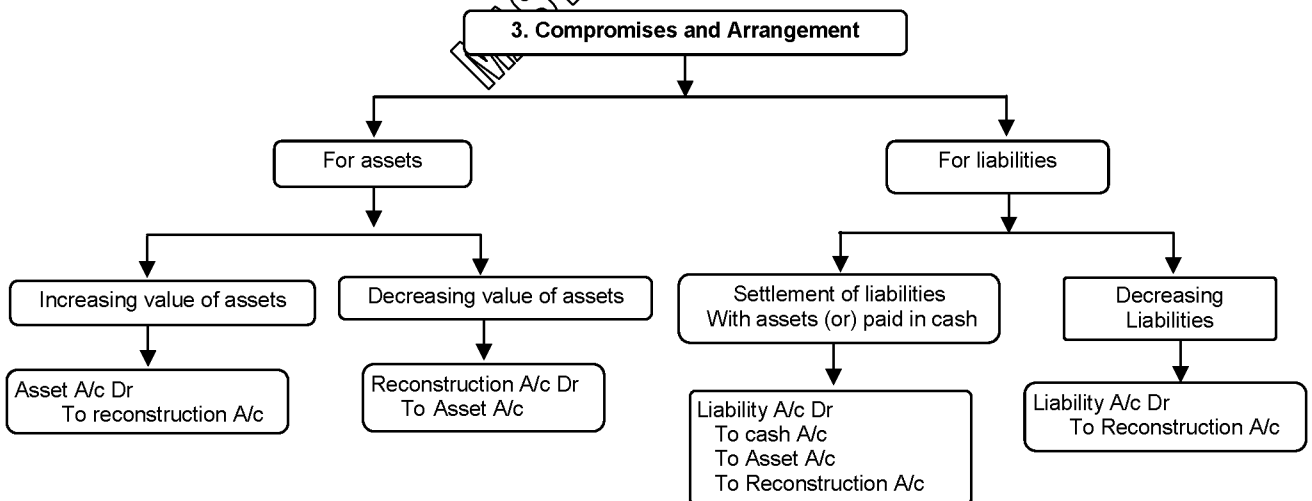 3. Compromises and Arrangement
For assets
For liabilities
Increasing value of assets
Decreasing value of assets
Settlement of liabilities
With assets (or) paid in cash
Decreasing
Liabilities
Asset A/c Dr
To reconstruction A/c
Reconstruction A/c Dr
To Asset A/c
Liability A/c Dr
To cash A/c
To Asset A/c
To Reconstruction A/c
Liability A/c Dr
To Reconstruction A/c